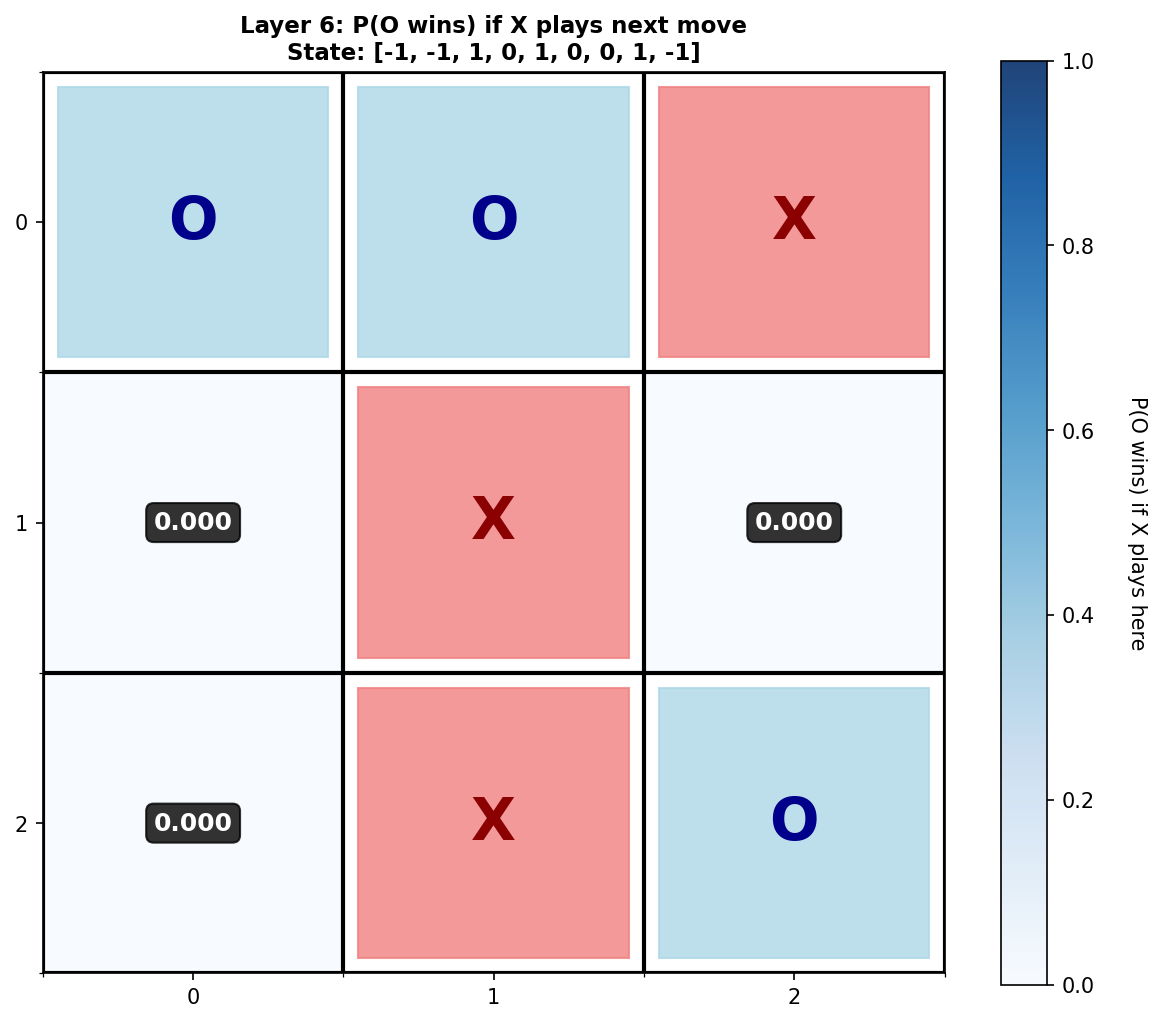 Layer 6: P(O wins) if X plays next move
State: [-1, -1, 1, 0, 1, 0, 0, 1, -1]
0
O
O
X
1
0.000
X
0.000
2
0.000
X
O
0
1
2
1.0
0.8
0.6
0.4
0.2
0.0
P(O wins) if X plays here